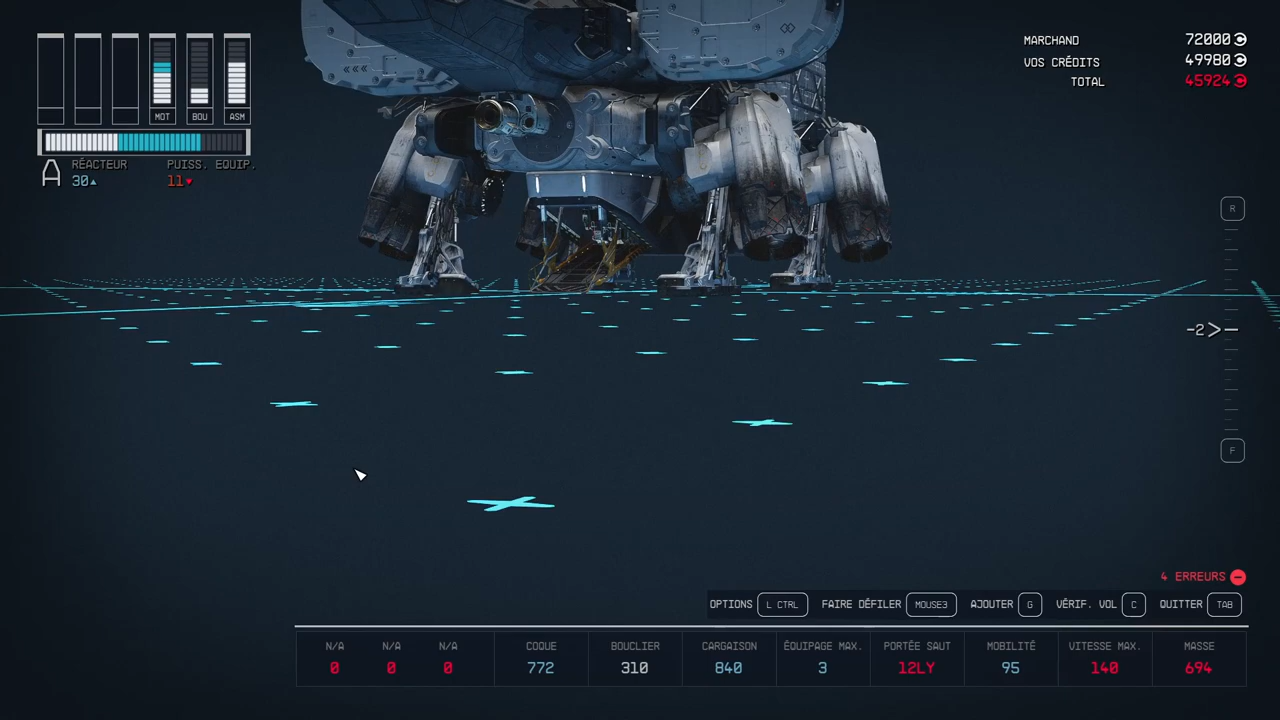 MARCHAND 72000
VOS CRÉDITS 49980
TOTAL 45924
MOT BOU ASM
RÉACTEUR PUISS. EQUIP.
30 11
A
R
-2
F
4 ERREURS
OPTIONS L CTRL FAIRE DÉFILER MOUSE3 AJOUTER G VÉRIF. VOL C QUITTER TAB
N/A N/A N/A COQUE BOUCLIER CARGAISON ÉQUIPAGE MAX. PORTÉE SAUT MOBILITÉ VITESSE MAX. MASSE
0 0 0 772 310 840 3 12LY 95 140 694